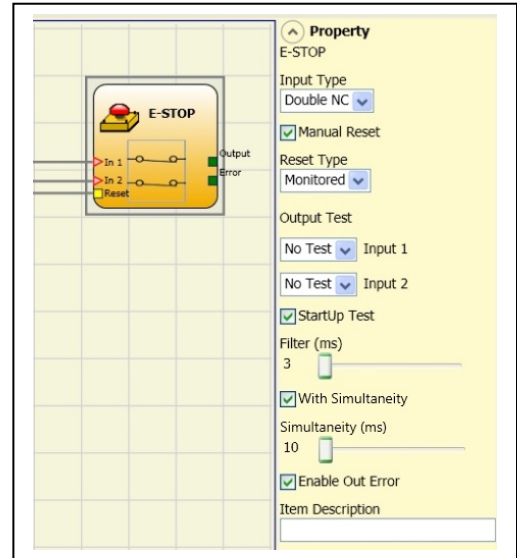 E-STOP
In 1
In 2
Reset
Output
Error
Property
E-STOP
Input Type
Double NC
Manual Reset
Reset Type
Monitored
Output Test
No Test Input 1
No Test Input 2
StartUp Test
Filter (ms)
3
With Simultaneity
Simultaneity (ms)
10
Enable Out Error
Item Description